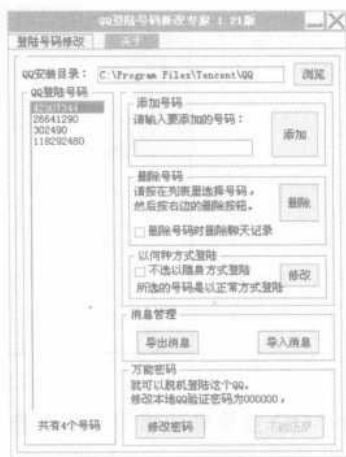 QQ登陆号码修改专家 1.21版
登陆号码修改
关于
QQ安装目录： C:\Program Files\Tencent\QQ
浏览
QQ登陆号码
26641290
302490
118292480
共有4个号码
添加号码
请输入要添加的号码：
添加
删除号码
请按在列表里选择号码，
然后按右边的删除按钮。
删除
删除号码时删除聊天记录
以何种方式登陆
不选以隐身方式登陆
所选的号码是以正常方式登陆
修改
消息管理
导出消息
导入消息
万能密码
就可以脱机登陆这个QQ。
修改本地QQ验证密码为000000，
修改密码